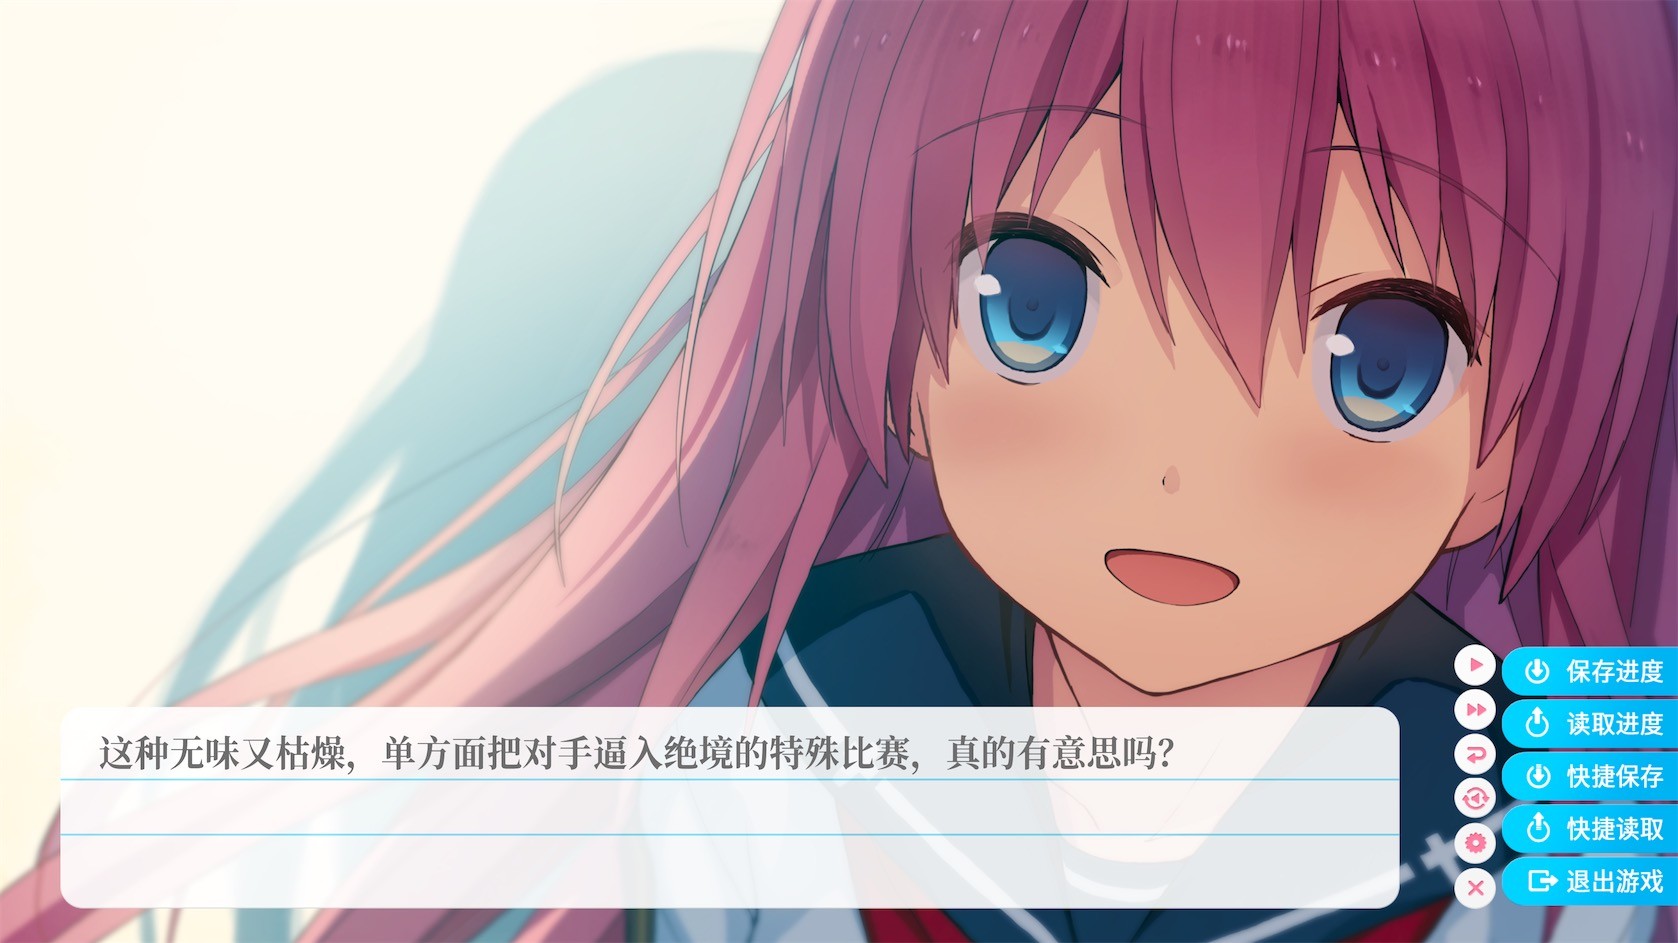 这种无味又枯燥，单方面把对手逼入绝境的特殊比赛，真的有意思吗？
保存进度
读取进度
快捷保存
快捷读取
退出游戏